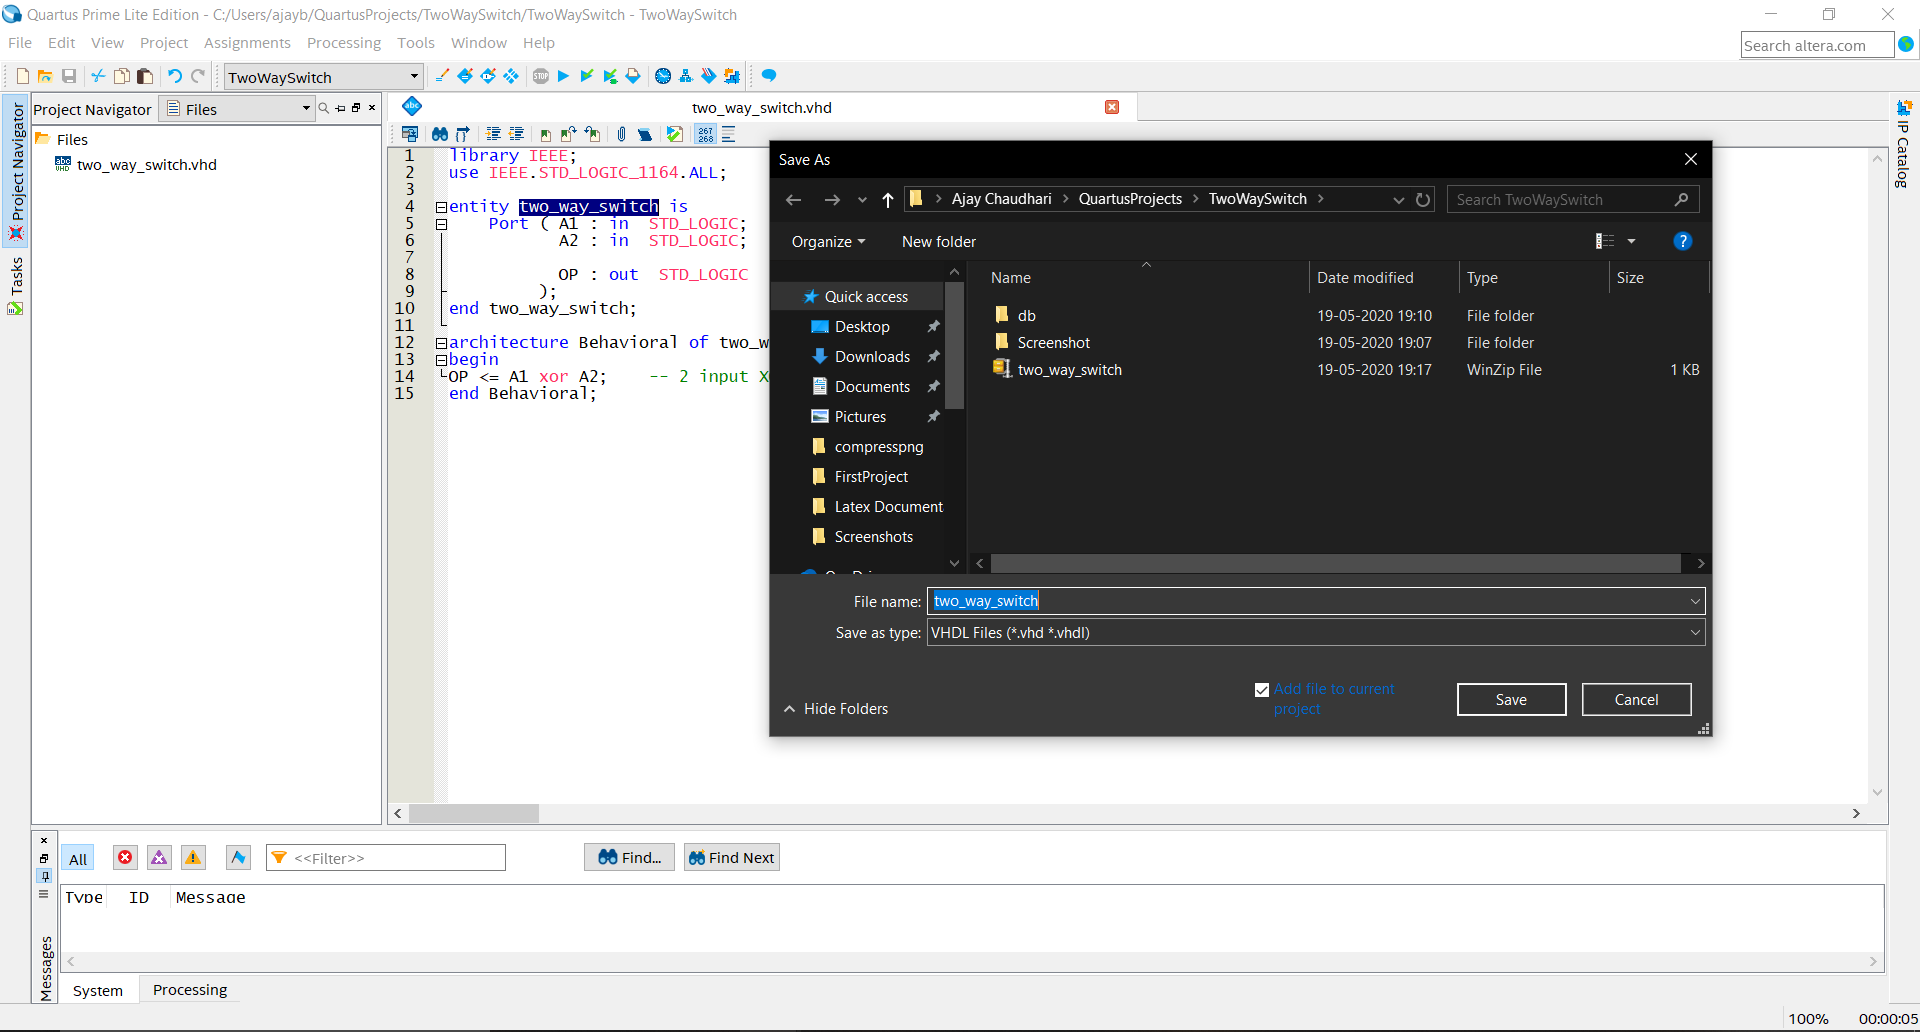 Quartus Prime Lite Edition - C:/Users/ajayb/QuartusProjects/TwoWaySwitch/TwoWaySwitch - TwoWaySwitch
File Edit View Project Assignments Processing Tools Window Help
Search altera.com
STOP
TwoWaySwitch
Project Navigator
Files
Files
abc VHD two_way_switch.vhd
Project Navigator
Tasks
abc two_way_switch.vhd
267 268
IP Catalog
1 library IEEE;
2 use IEEE.STD_LOGIC_1164.ALL;
3
4 entity two_way_switch is
5 Port ( A1 : in STD_LOGIC;
6 A2 : in STD_LOGIC;
7
8 OP : out STD_LOGIC
9 );
10 end two_way_switch;
11
12 architecture Behavioral of two_w
13 begin
14 OP <= A1 xor A2; -- 2 input X
15 end Behavioral;
Save As
Ajay Chaudhari > QuartusProjects > TwoWaySwitch >
Search TwoWaySwitch
Organize New folder
?
Quick access
Desktop
Downloads
Documents
Pictures
compresspng
FirstProject
Latex Document
Screenshots
Name Date modified Type Size
db 19-05-2020 19:10 File folder
Screenshot 19-05-2020 19:07 File folder
two_way_switch 19-05-2020 19:17 WinZip File 1 KB
File name: two_way_switch
Save as type: VHDL Files (*.vhd *.vhdl)
Hide Folders
Add file to current
project
Save Cancel
All <<Filter>> Find... Find Next
Type ID Message
Messages
System Processing
100% 00:00:05